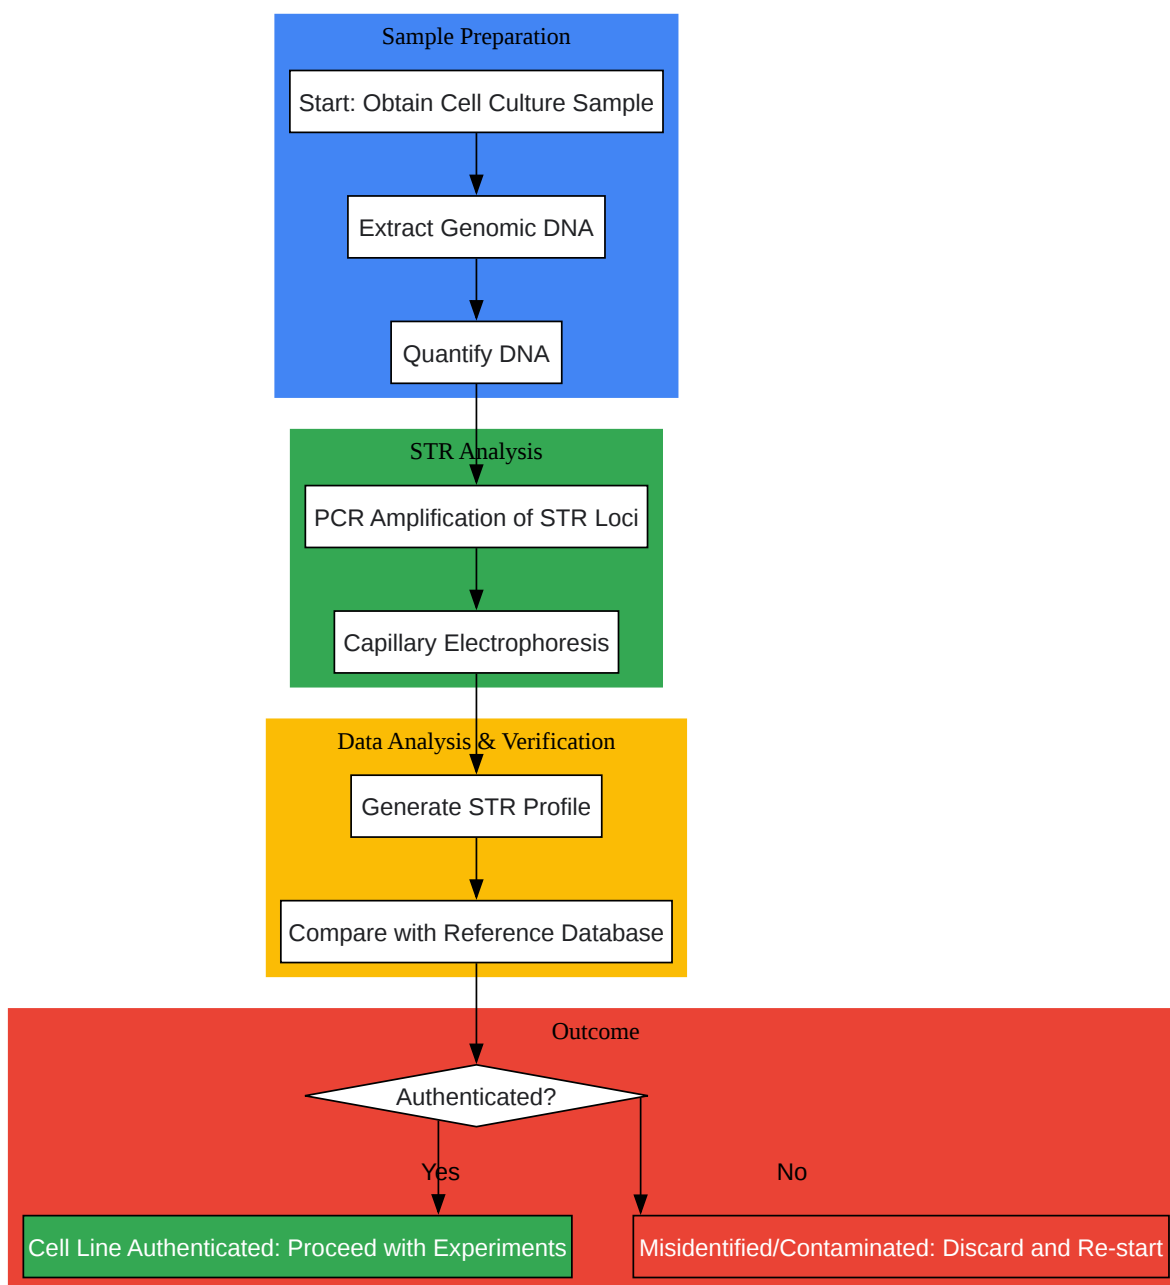 Sample Preparation
Start: Obtain Cell Culture Sample
Extract Genomic DNA
Quantify DNA
STR Analysis
PCR Amplification of STR Loci
Capillary Electrophoresis
Data Analysis & Verification
Generate STR Profile
Compare with Reference Database
Outcome
Authenticated?
Yes
No
Cell Line Authenticated: Proceed with Experiments
Misidentified/Contaminated: Discard and Re-start